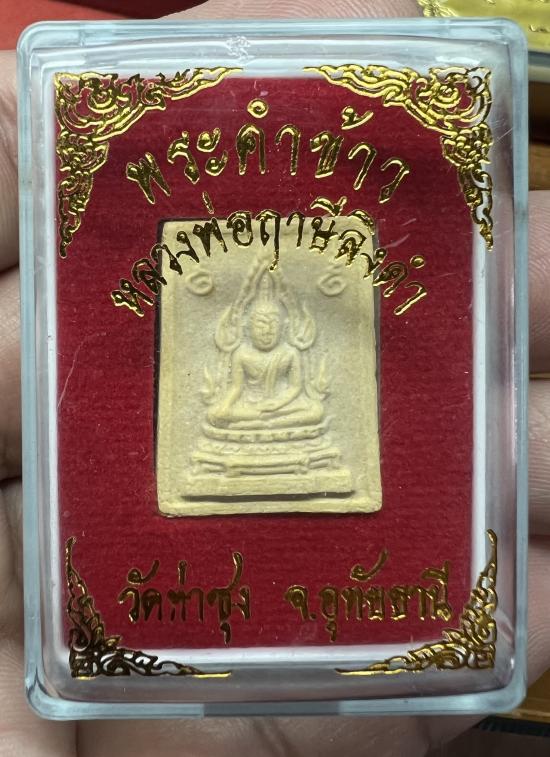 พระคำข้าว
หลวงพ่อฤาษีลิงดำ
วัดท่าซุง จ.อุทัยธานี